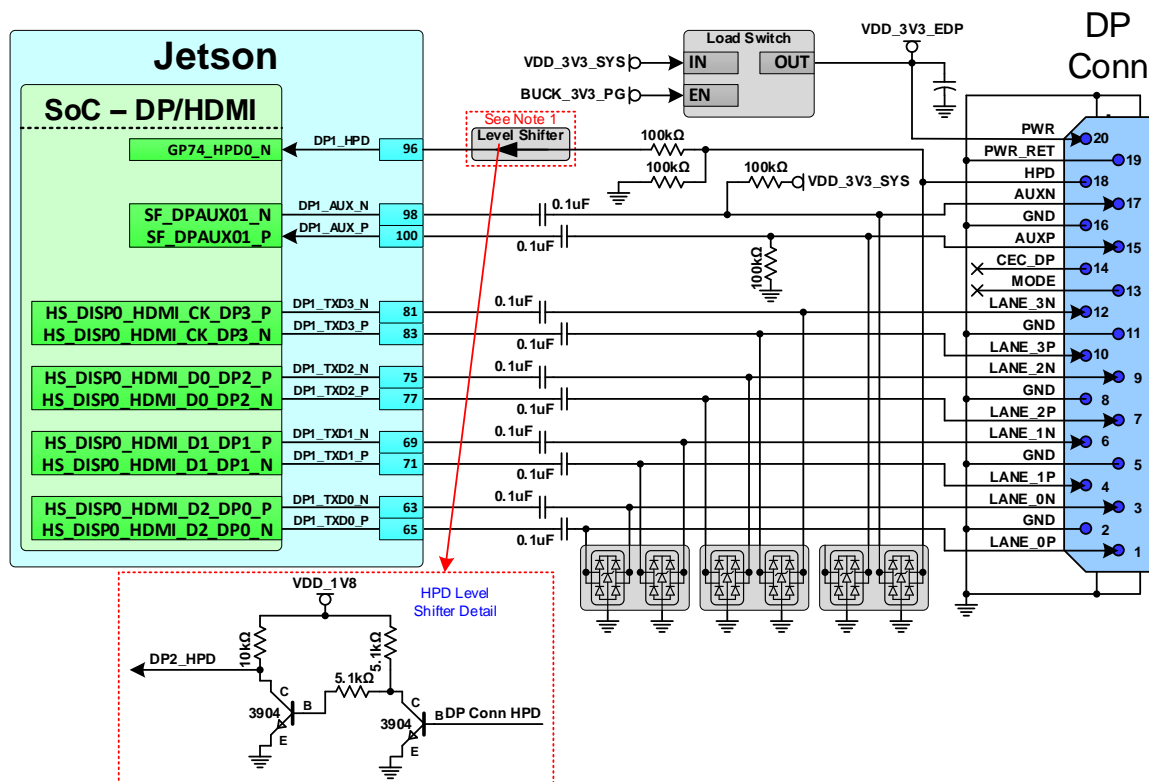 Jetson
SoC – DP/HDMI
GP74_HPD0_N
DP1_HPD
96
SF_DPAUX01_N
DP1_AUX_N
98
SF_DPAUX01_P
DP1_AUX_P
100
HS_DISP0_HDMI_CK_DP3_P
DP1_TXD3_N
81
HS_DISP0_HDMI_CK_DP3_N
DP1_TXD3_P
83
HS_DISP0_HDMI_D0_DP2_P
DP1_TXD2_N
75
HS_DISP0_HDMI_D0_DP2_N
DP1_TXD2_P
77
HS_DISP0_HDMI_D1_DP1_P
DP1_TXD1_N
69
HS_DISP0_HDMI_D1_DP1_N
DP1_TXD1_P
71
HS_DISP0_HDMI_D2_DP0_P
DP1_TXD0_N
63
HS_DISP0_HDMI_D2_DP0_N
DP1_TXD0_P
65
See Note 1
Level Shifter
Load Switch
VDD_3V3_SYS
IN
OUT
BUCK_3V3_PG
EN
VDD_3V3_EDP
100kΩ
100kΩ
100kΩ
VDD_3V3_SYS
0.1uF
0.1uF
100kΩ
0.1uF
0.1uF
0.1uF
0.1uF
0.1uF
0.1uF
0.1uF
0.1uF
DP
Conn
PWR
20
PWR_RET
19
HPD
18
AUXN
17
GND
16
AUXP
15
CEC_DP
14
MODE
13
LANE_3N
12
GND
11
LANE_3P
10
LANE_2N
9
GND
8
LANE_2P
7
LANE_1N
6
GND
5
LANE_1P
4
LANE_0N
3
GND
2
LANE_0P
1
VDD_1V8
HPD Level
Shifter Detail
10kΩ
5.1kΩ
DP2_HPD
5.1kΩ
C
B
3904
E
C
B
3904
E
DP Conn HPD